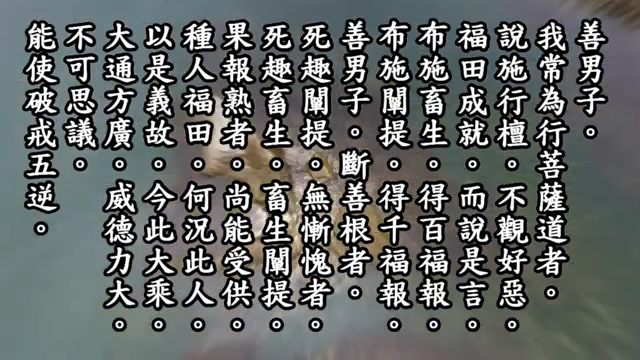 善男子。
我常為行菩薩道者。
說施行檀。不觀好惡。
福田成就。而說是言。
布施畜生。得百福報。
布施闡提。得千福報。
善男子。斷善根者。
死趣闡提。無慚愧者。
死趣畜生。畜生闡提。
果報熟者。尚能受供。
種人福田。何況此人。
以是義故。今此大乘。
大通方廣。威德力大。
不可思議。
能使破戒五逆。